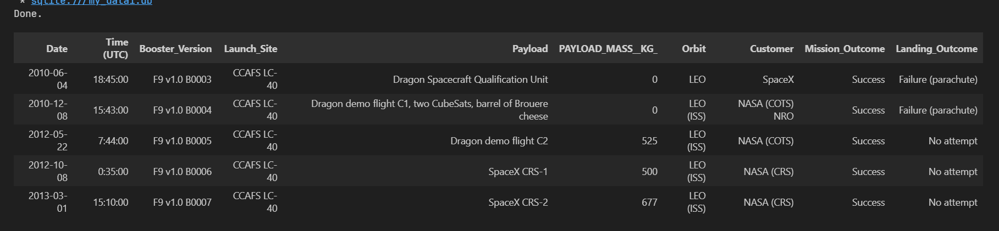 * sqlite:///my_data1.db
Done.
Date Time (UTC) Booster_Version Launch_Site Payload PAYLOAD_MASS__KG_ Orbit Customer Mission_Outcome Landing_Outcome
2010-06-04 18:45:00 F9 v1.0 B0003 CCAFS LC-40 Dragon Spacecraft Qualification Unit 0 LEO SpaceX Success Failure (parachute)
2010-12-08 15:43:00 F9 v1.0 B0004 CCAFS LC-40 Dragon demo flight C1, two CubeSats, barrel of Brouere cheese 0 LEO (ISS) NASA (COTS) NRO Success Failure (parachute)
2012-05-22 7:44:00 F9 v1.0 B0005 CCAFS LC-40 Dragon demo flight C2 525 LEO (ISS) NASA (COTS) Success No attempt
2012-10-08 0:35:00 F9 v1.0 B0006 CCAFS LC-40 SpaceX CRS-1 500 LEO (ISS) NASA (CRS) Success No attempt
2013-03-01 15:10:00 F9 v1.0 B0007 CCAFS LC-40 SpaceX CRS-2 677 LEO (ISS) NASA (CRS) Success No attempt